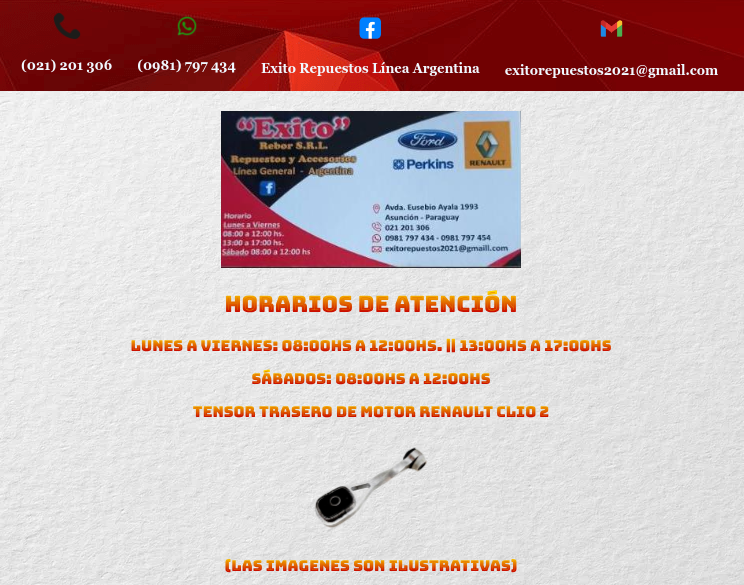 (021) 201 306
(0981) 797 434
Exito Repuestos Línea Argentina
exitorepuestos2021@gmail.com
"Exito"
Rebor S.R.L.
Repuestos y Accesorios
Línea General - Argentina
Ford
Perkins
RENAULT
Horario
Lunes a Viernes
08:00 a 12:00 hs.
13:00 a 17:00 hs.
Sábado 08:00 a 12:00 hs
Avda. Eusebio Ayala 1993
Asunción - Paraguay
021 201 306
0981 797 434 - 0981 797 454
exitorepuestos2021@gmaill.com
HORARIOS DE ATENCIÓN
LUNES A VIERNES: 08:00HS A 12:00HS. || 13:00HS A 17:00HS
SÁBADOS: 08:00HS A 12:00HS
TENSOR TRASERO DE MOTOR RENAULT CLIO 2
(LAS IMAGENES SON ILUSTRATIVAS)